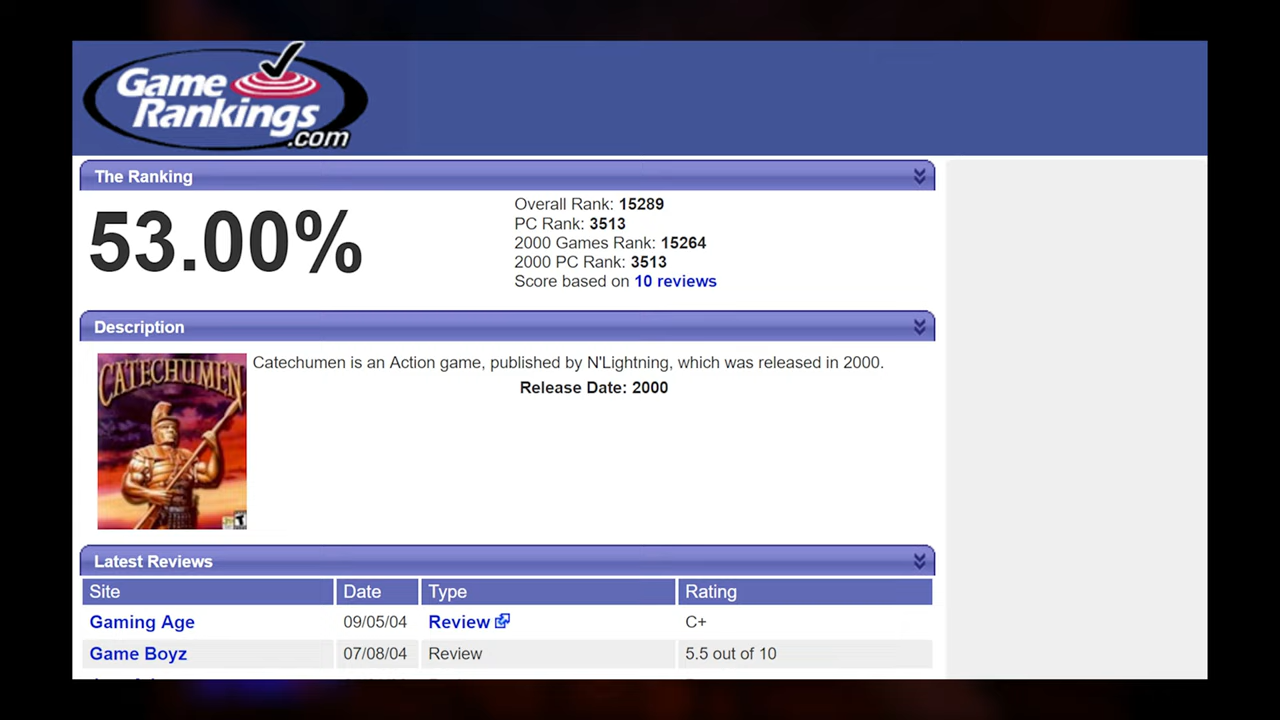 Game
Rankings
.com
The Ranking
53.00%
Overall Rank: 15289
PC Rank: 3513
2000 Games Rank: 15264
2000 PC Rank: 3513
Score based on 10 reviews
Description
CATECHUMEN
T
Catechumen is an Action game, published by N'Lightning, which was released in 2000.
Release Date: 2000
Latest Reviews
Site Date Type Rating
Gaming Age 09/05/04 Review C+
Game Boyz 07/08/04 Review 5.5 out of 10